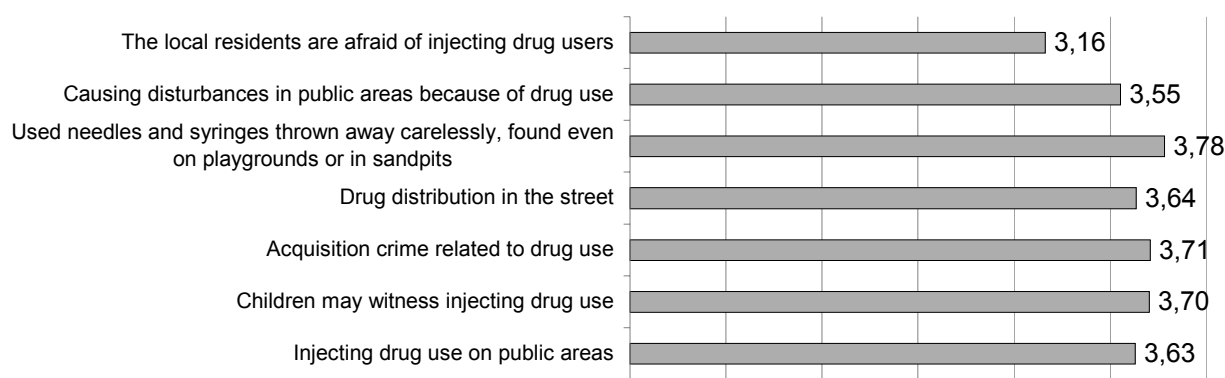 The local residents are afraid of injecting drug users
3,16
Causing disturbances in public areas because of drug use
3,55
Used needles and syringes thrown away carelessly, found even
on playgrounds or in sandpits
3,78
Drug distribution in the street
3,64
Acquisition crime related to drug use
3,71
Children may witness injecting drug use
3,70
Injecting drug use on public areas
3,63